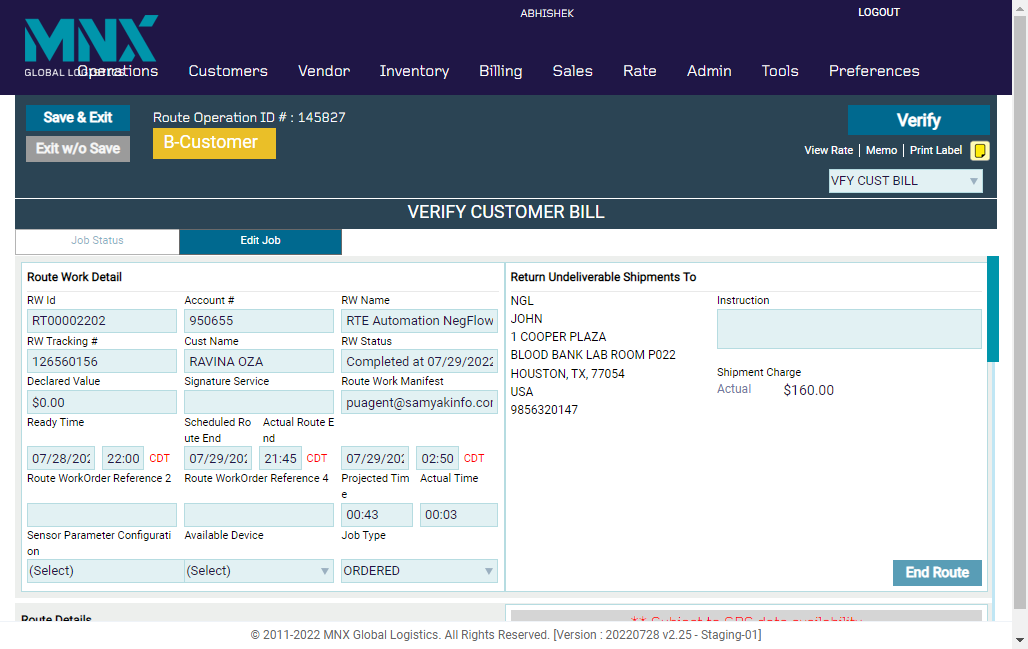 ABHISHEK
LOGOUT
MNX
GLOBAL LOGISTICS
Operations Customers Vendor Inventory Billing Sales Rate Admin Tools Preferences
Save & Exit
Route Operation ID # : 145827
Verify
Exit w/o Save
B-Customer
View Rate | Memo | Print Label
VFY CUST BILL
VERIFY CUSTOMER BILL
Job Status
Edit Job
Route Work Detail
RW Id
Account #
RW Name
RT00002202
950655
RTE Automation NegFlow
RW Tracking #
Cust Name
RW Status
126560156
RAVINA OZA
Completed at 07/29/2022
Declared Value
Signature Service
Route Work Manifest
$0.00
puagent@samyakinfo.com
Ready Time
Scheduled Ro
ute End
Actual Route E
nd
07/28/202
22:00
CDT
07/29/202
21:45
CDT
07/29/202
02:50
CDT
Route WorkOrder Reference 2
Route WorkOrder Reference 4
Projected Tim
e
Actual Time
00:43
00:03
Sensor Parameter Configurati
on
Available Device
Job Type
(Select)
(Select)
ORDERED
Return Undeliverable Shipments To
NGL
JOHN
1 COOPER PLAZA
BLOOD BANK LAB ROOM P022
HOUSTON, TX, 77054
USA
9856320147
Instruction
Shipment Charge
Actual
$160.00
End Route
Route Details
** Subject to GPS data availability
© 2011-2022 MNX Global Logistics. All Rights Reserved. [Version : 20220728 v2.25 - Staging-01]